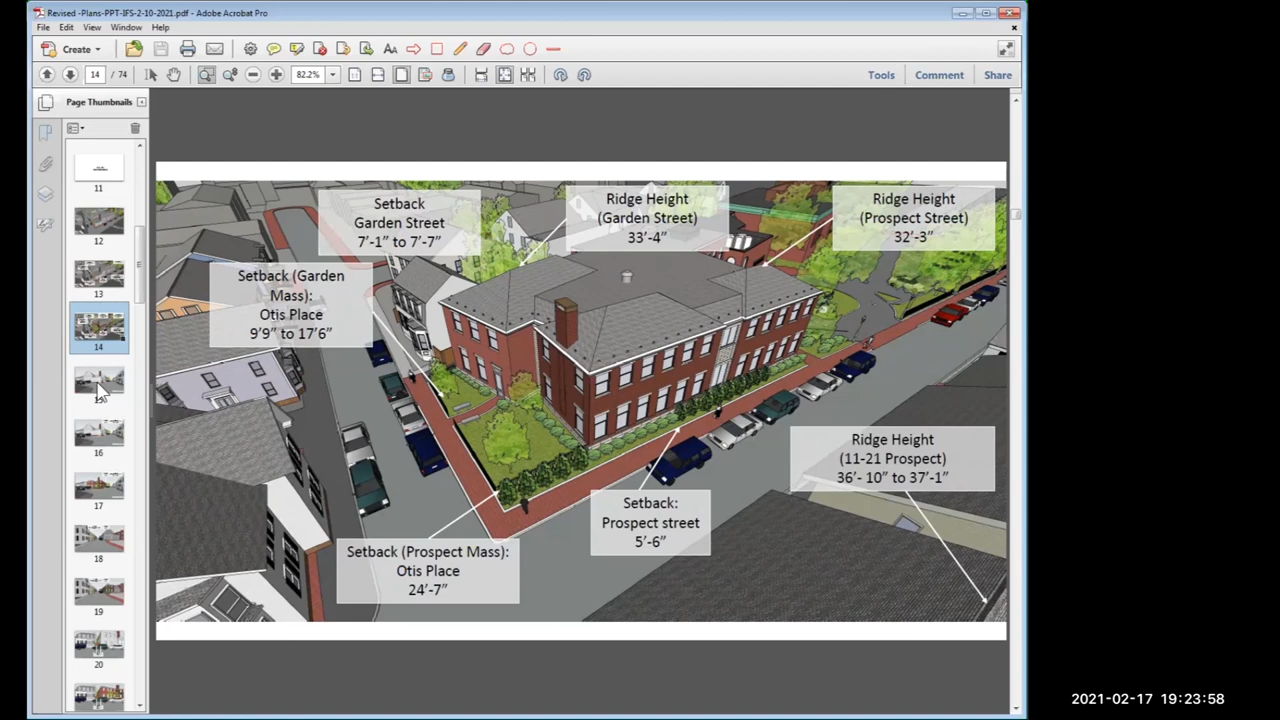 Revised -Plans-PPT-IFS-2-10-2021.pdf - Adobe Acrobat Pro
File Edit View Window Help
Create
14 / 74 82.2% Tools Comment Share
Page Thumbnails
11
12
13
14
15
16
17
18
19
20
Setback
Garden Street
7'-1" to 7'-7"
Ridge Height
(Garden Street)
33'-4"
Ridge Height
(Prospect Street)
32'-3"
Setback (Garden
Mass):
Otis Place
9'9" to 17'6"
Ridge Height
(11-21 Prospect)
36'- 10" to 37'-1"
Setback:
Prospect street
5'-6"
Setback (Prospect Mass):
Otis Place
24'-7"
2021-02-17 19:23:58